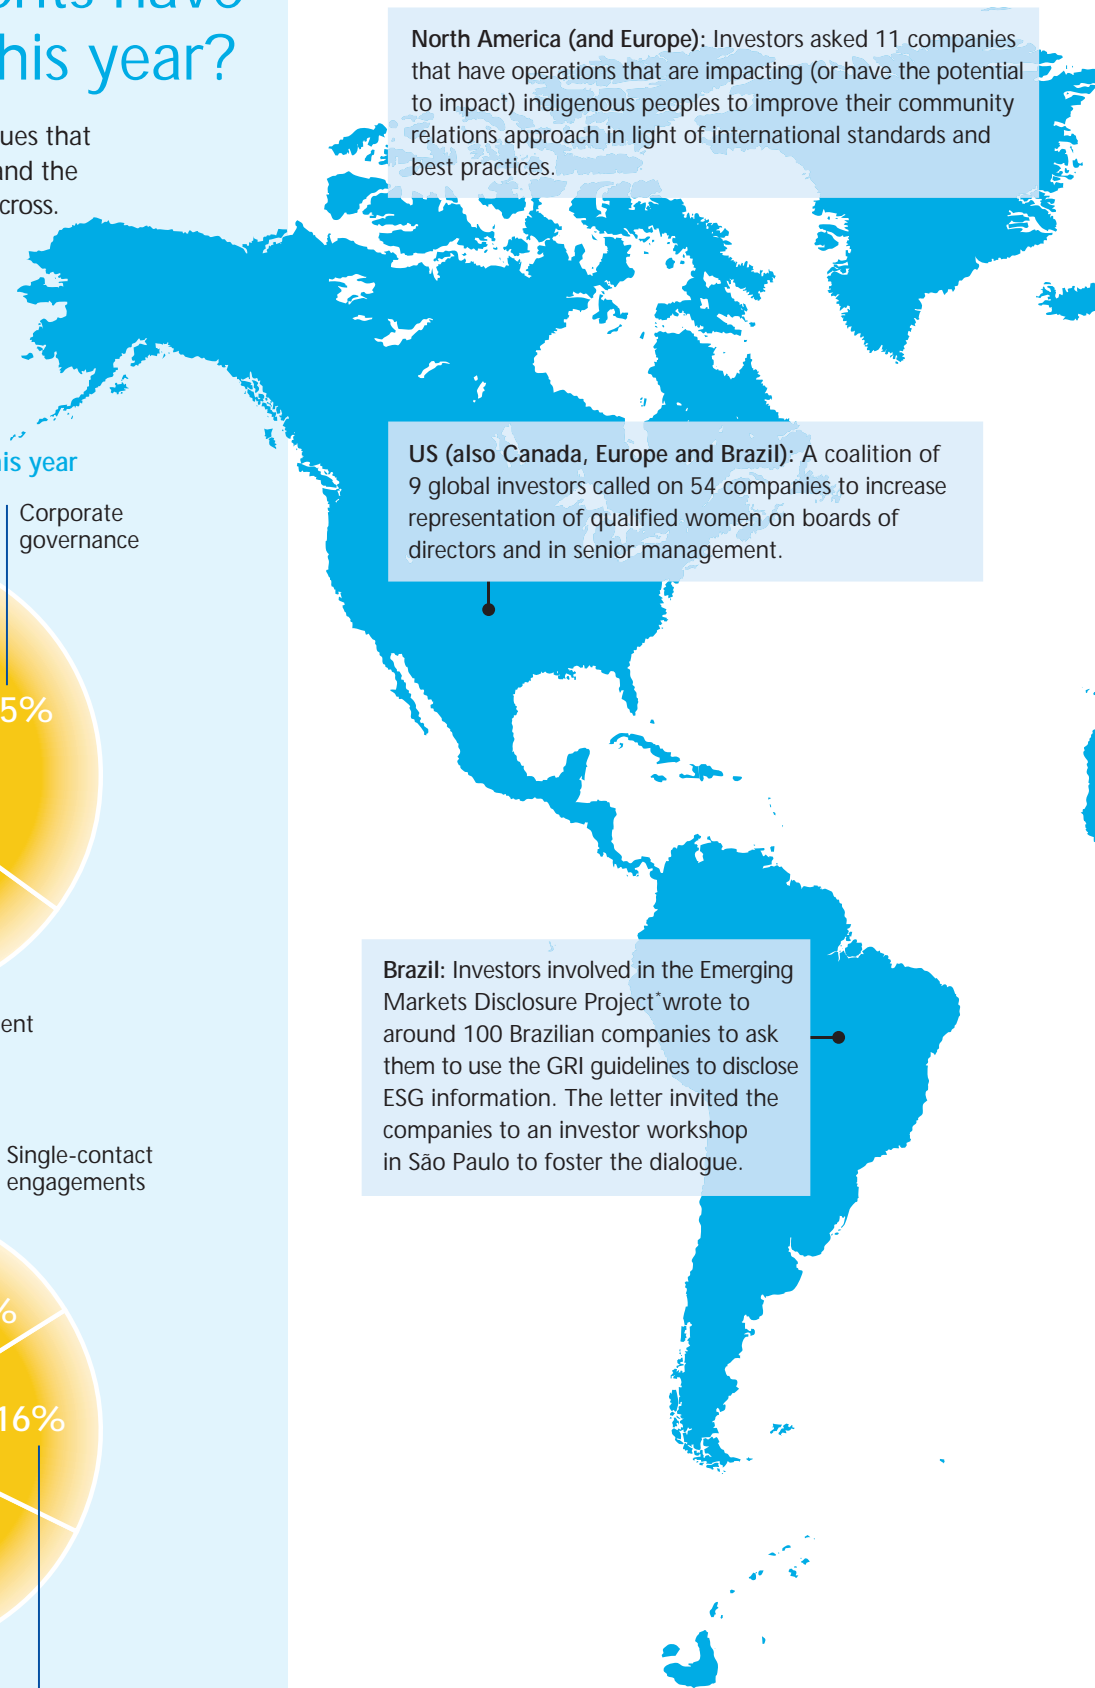 nts have
his year?
ues that
and the
cross.
is year
Corporate
governance
5%
ent
Single-contact
engagements
%
16%
North America (and Europe): Investors asked 11 companies
that have operations that are impacting (or have the potential
to impact) indigenous peoples to improve their community
relations approach in light of international standards and
best practices.
US (also Canada, Europe and Brazil): A coalition of
9 global investors called on 54 companies to increase
representation of qualified women on boards of
directors and in senior management.
Brazil: Investors involved in the Emerging
Markets Disclosure Project* wrote to
around 100 Brazilian companies to ask
them to use the GRI guidelines to disclose
ESG information. The letter invited the
companies to an investor workshop
in São Paulo to foster the dialogue.